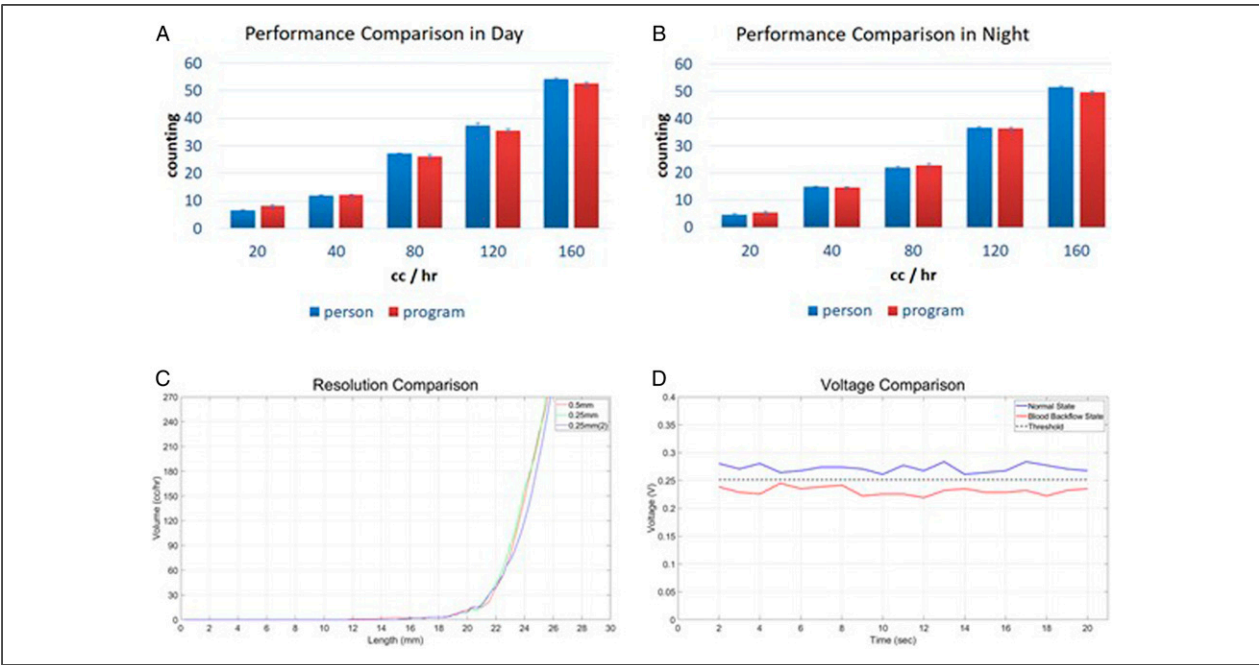 A
Performance Comparison in Day
60
50
40
30
20
10
0
counting
20 40 80 120 160
cc / hr
person program
B
Performance Comparison in Night
60
50
40
30
20
10
0
counting
20 40 80 120 160
cc / hr
person program
C
Resolution Comparison
270
240
210
180
150
120
90
60
30
0
Volume (cc/hr)
0.5mm
0.25mm
0.25mm(2)
0 2 4 6 8 10 12 14 16 18 20 22 24 26 28 30
Length (mm)
D
Voltage Comparison
0.4
0.35
0.3
0.25
0.2
0.15
0.1
0.05
0
Voltage (V)
Normal State
Blood Backflow State
Threshold
0 2 4 6 8 10 12 14 16 18 20
Time (sec)